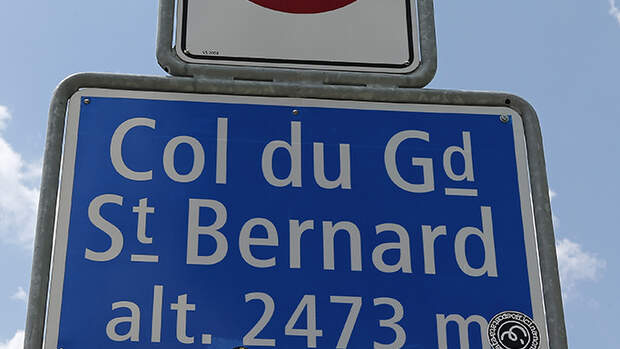 Col du Gd
St Bernard
alt. 2473 m